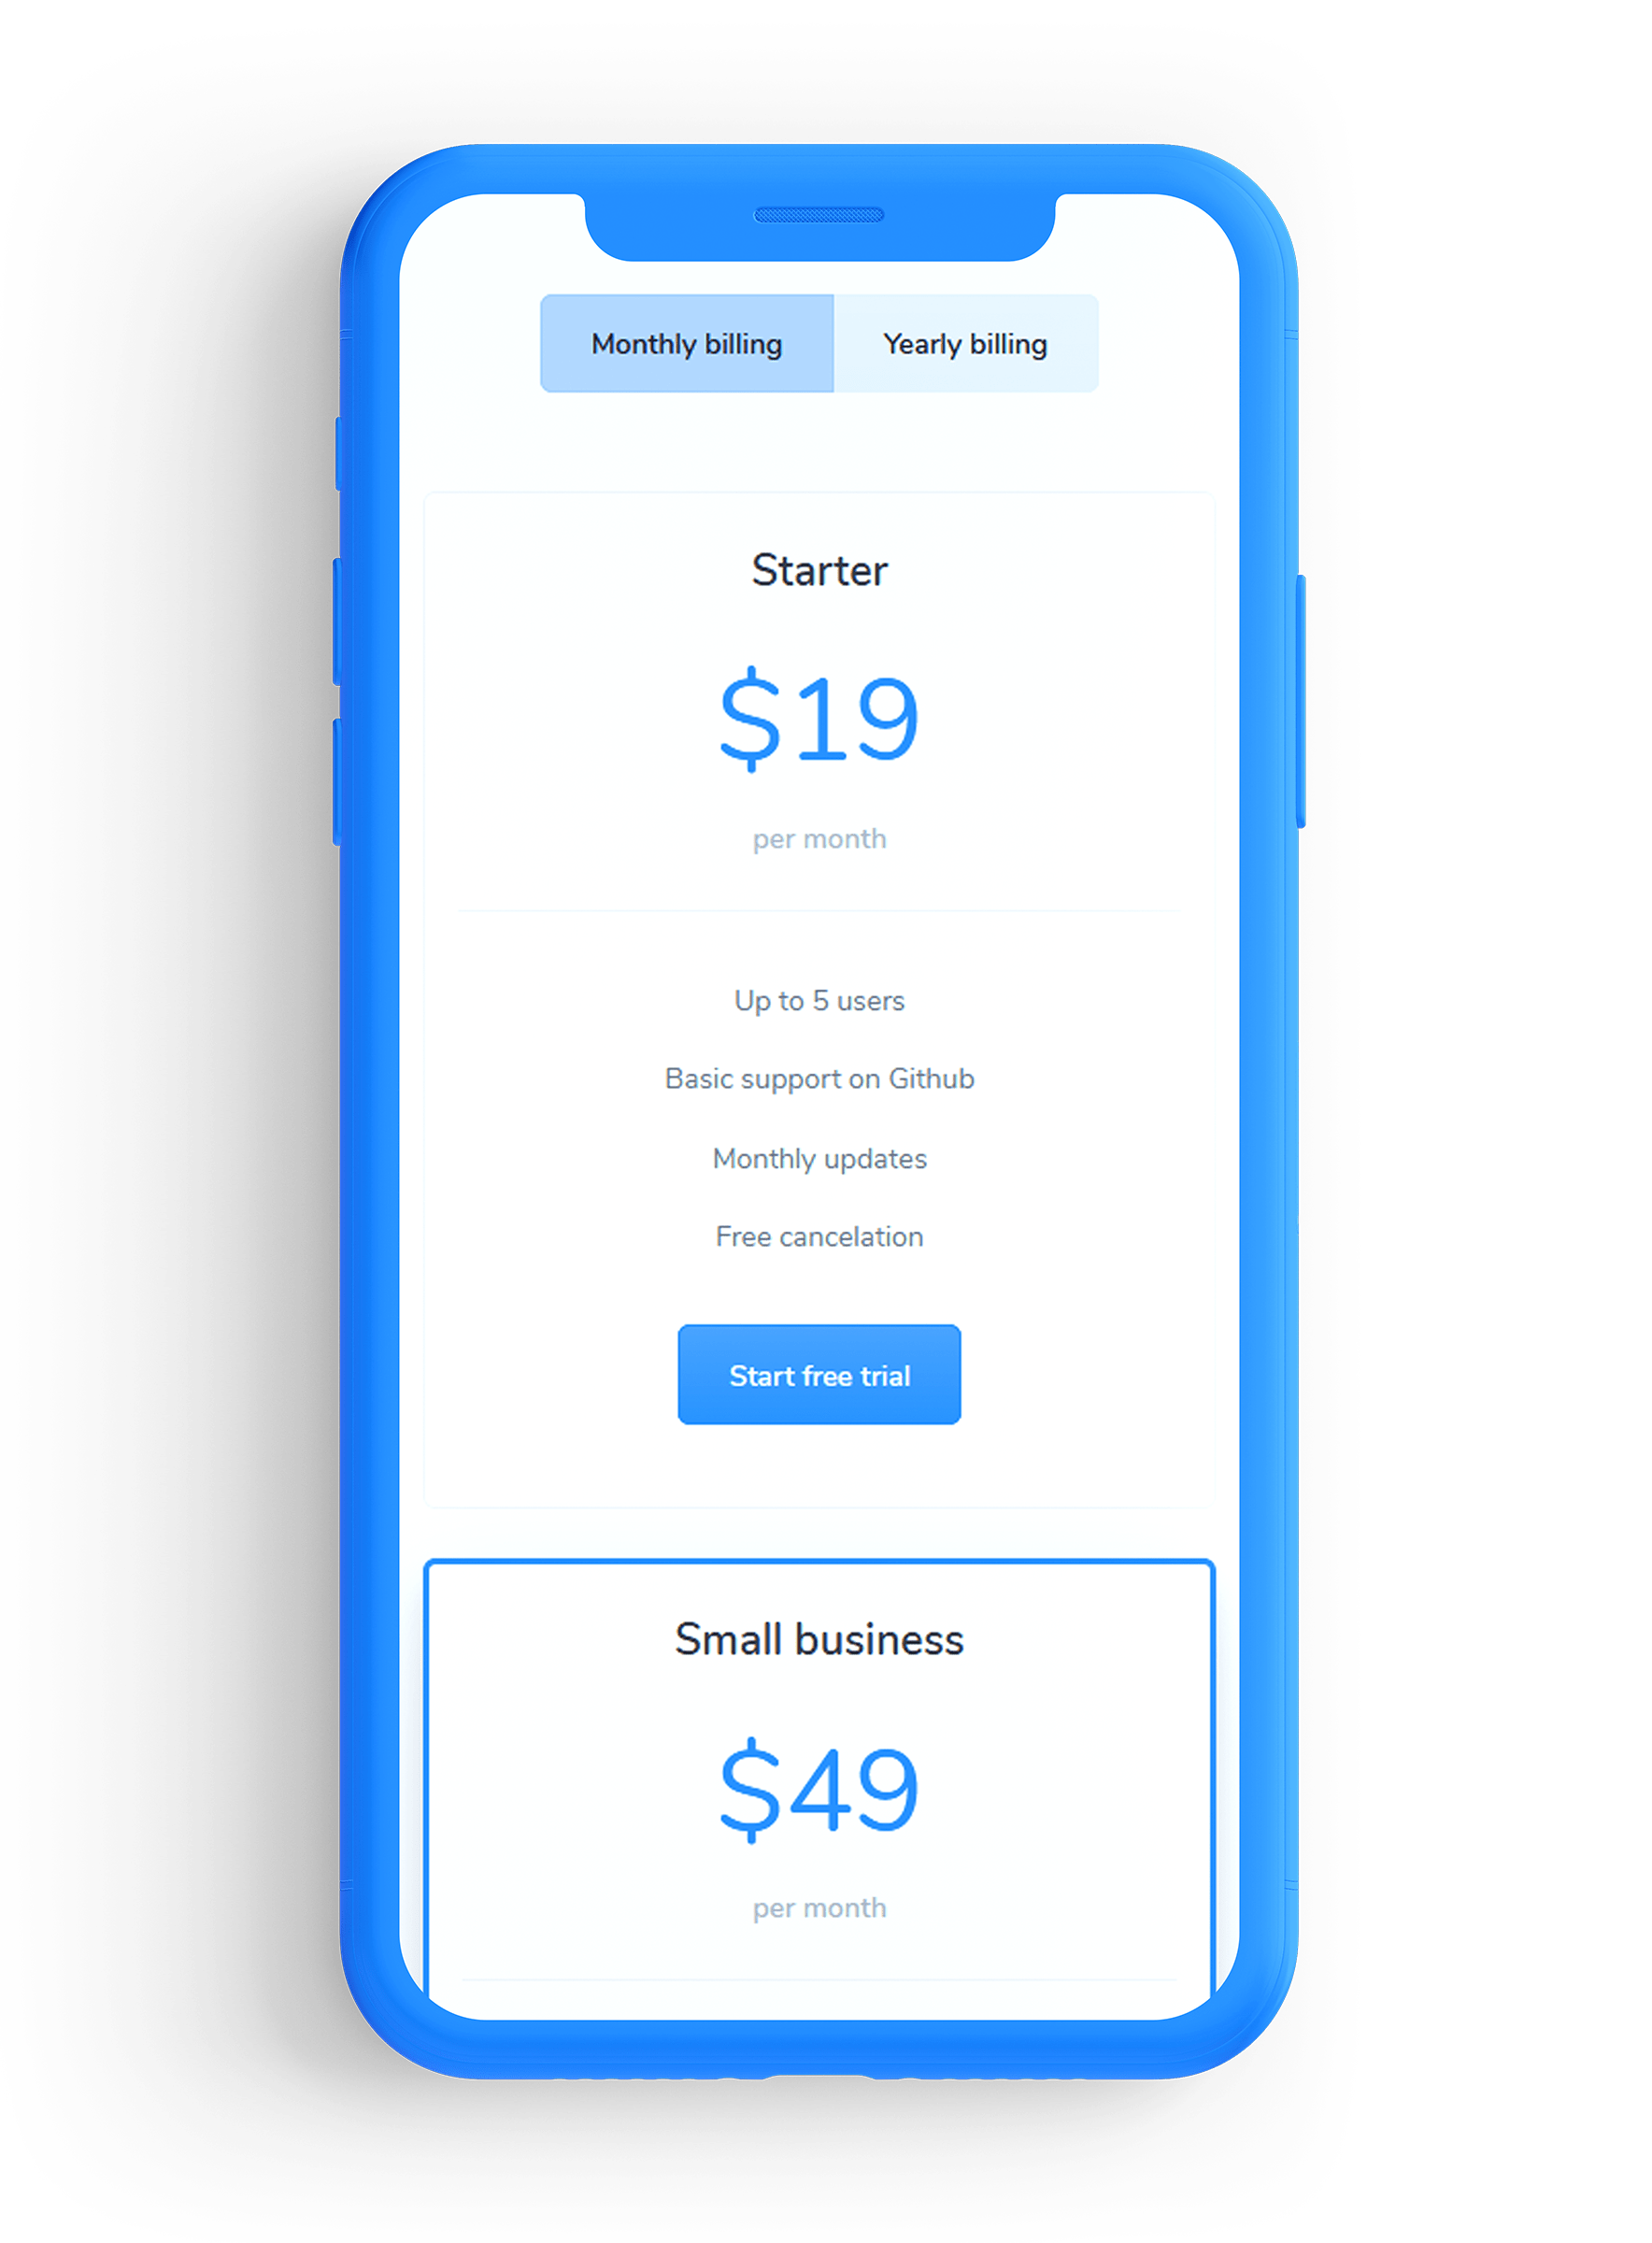 Monthly billing Yearly billing
Starter
$19
per month
Up to 5 users
Basic support on Github
Monthly updates
Free cancelation
Start free trial
Small business
$49
per month